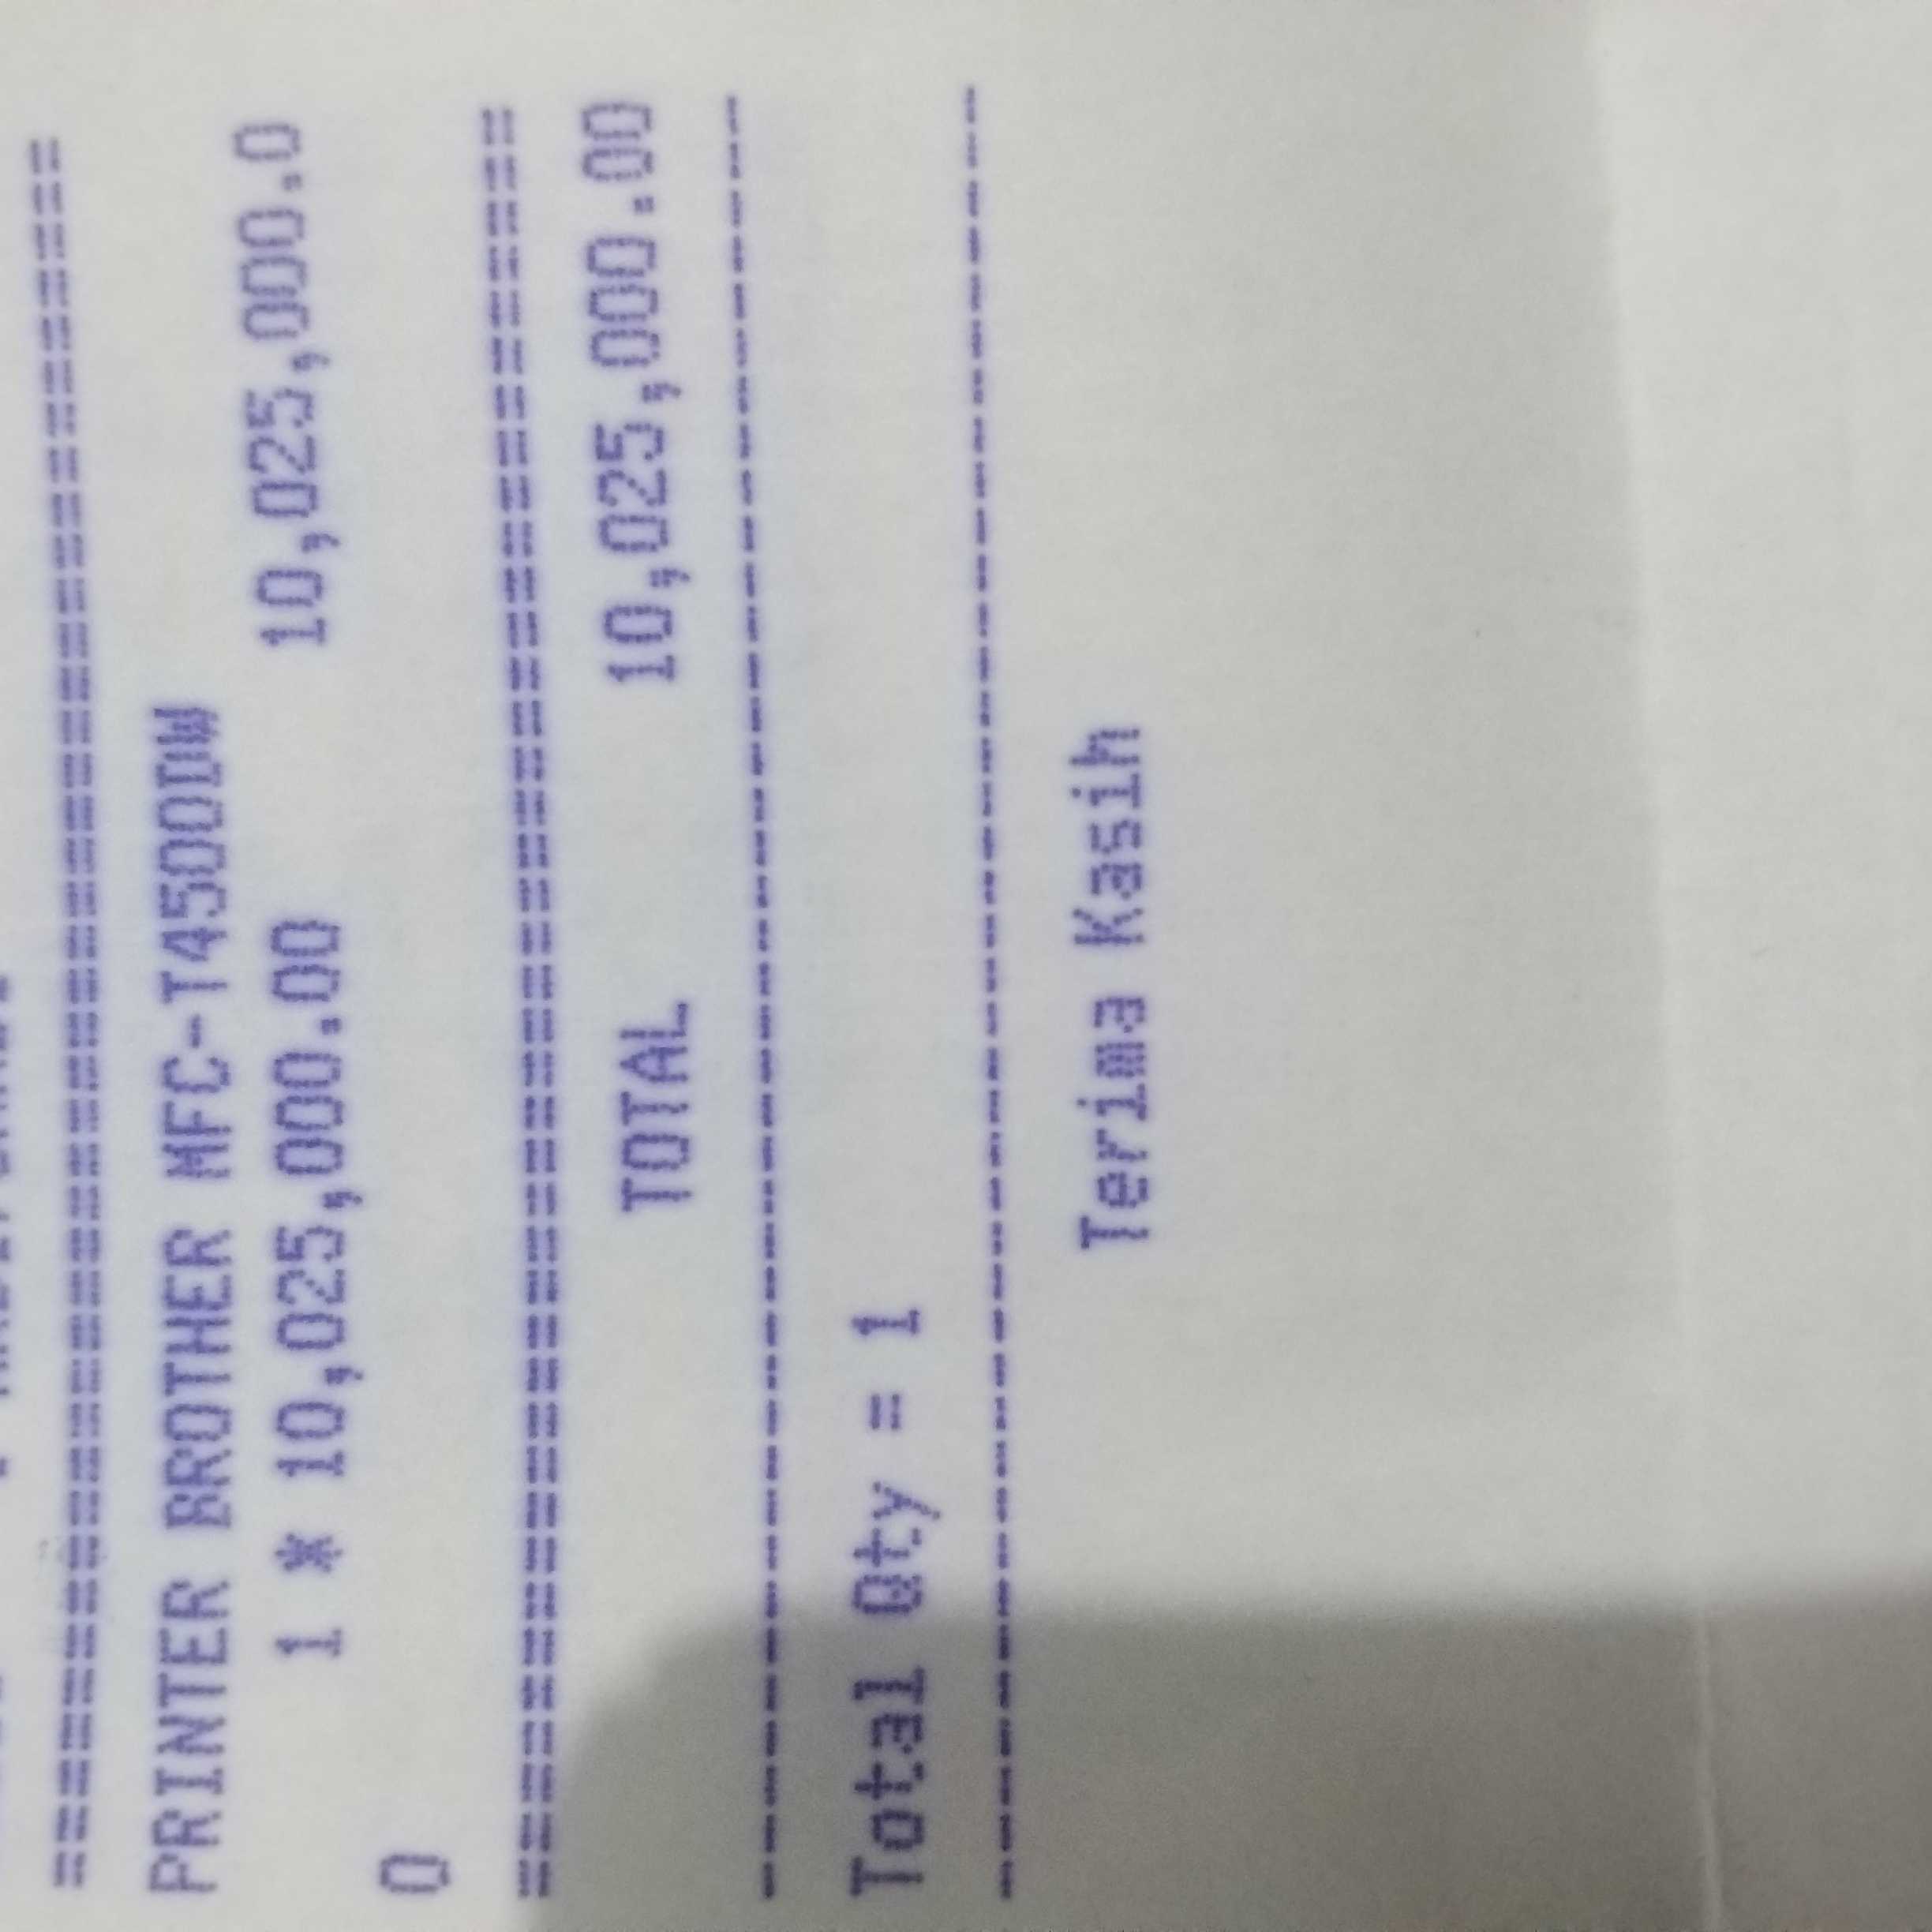 ================================
PRINTER BROTHER MFC-T4500DW
1 * 10,025,000.00 10,025,000.0
0
================================
TOTAL 10,025,000.00
--------------------------------
Total Qty = 1
--------------------------------
Terima Kasih